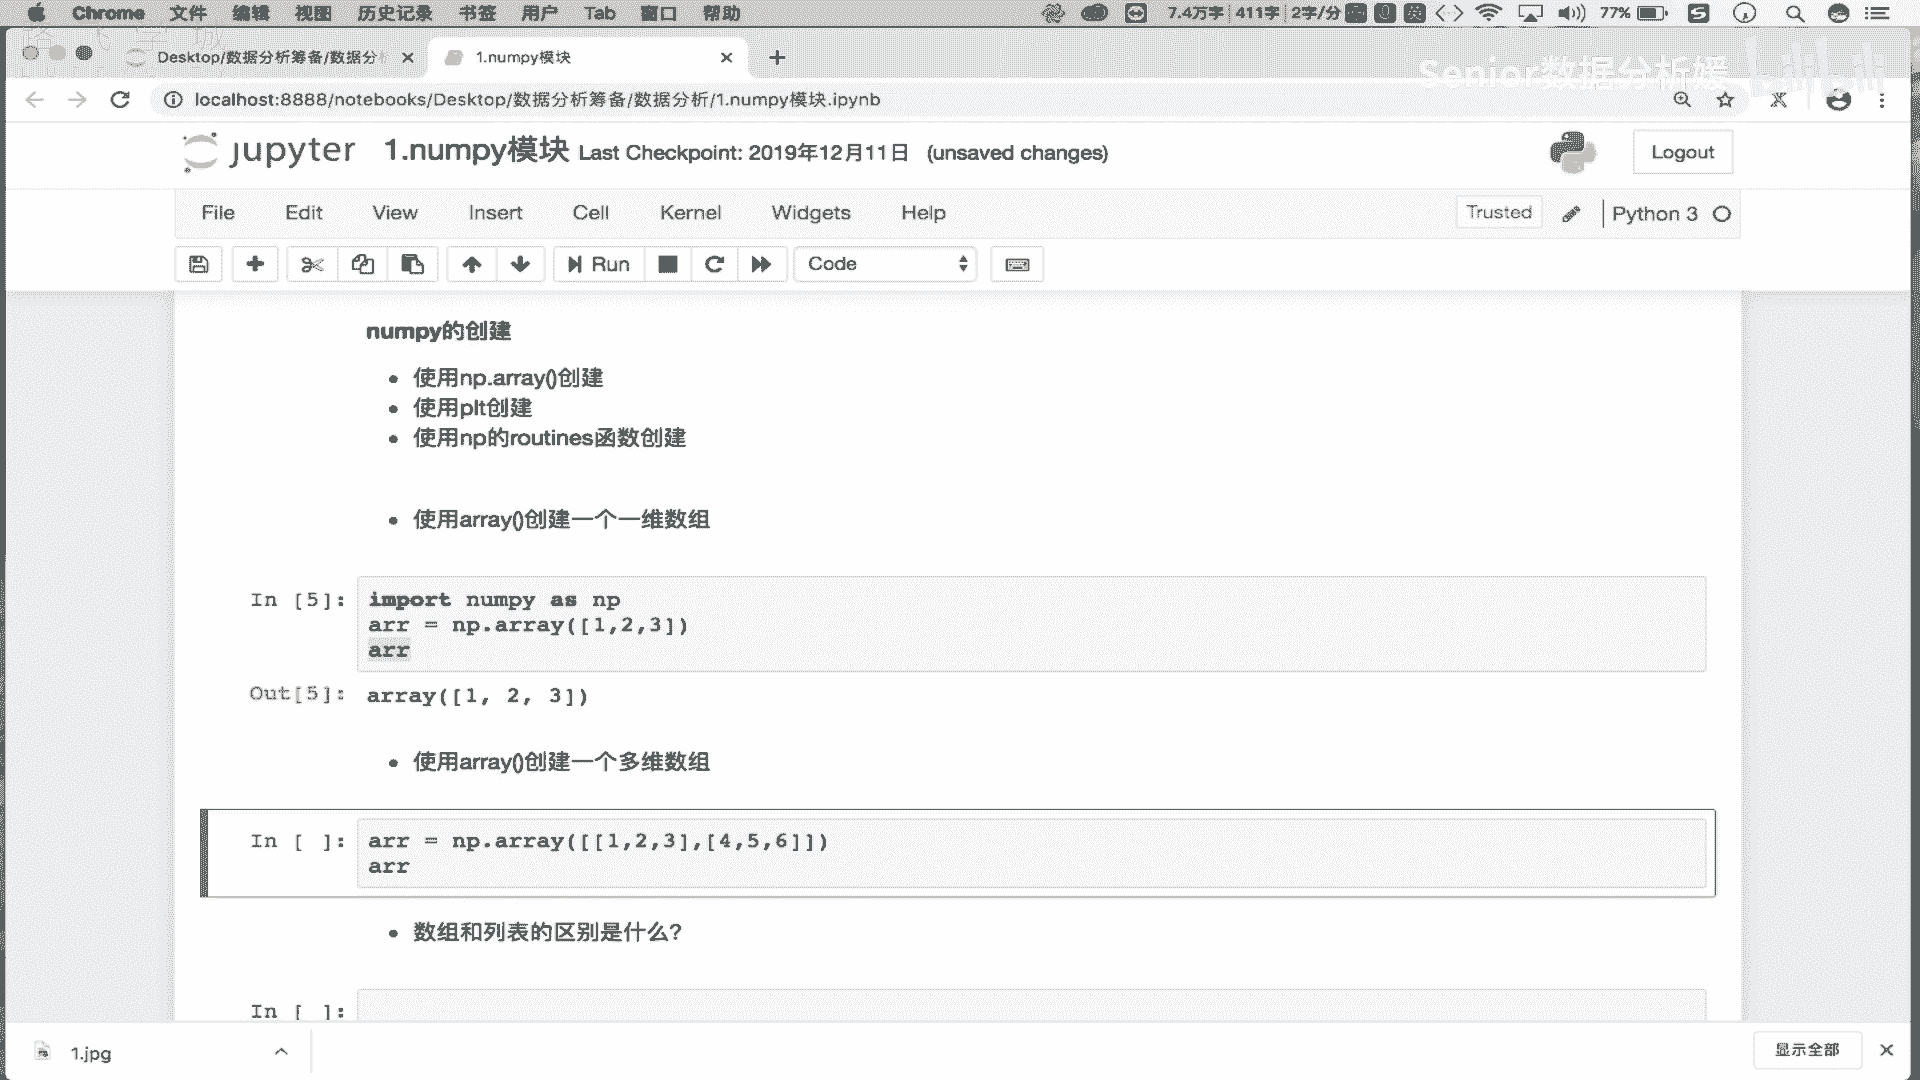 Chrome 文件 编辑 视图 历史记录 书签 用户 Tab 窗口 帮助 7.4万字 411字 2字/分 英 77%
Desktop/数据分析筹备/数据分析 1.numpy模块
Senior数据分析媛 bilibili
localhost:8888/notebooks/Desktop/数据分析筹备/数据分析/1.numpy模块.ipynb
jupyter 1.numpy模块 Last Checkpoint: 2019年12月11日 (unsaved changes) Logout
File Edit View Insert Cell Kernel Widgets Help Trusted Python 3
Run Code
numpy的创建
使用np.array()创建
使用plt创建
使用np的routines函数创建
使用array()创建一个一维数组
In [5]: import numpy as np
arr = np.array([1,2,3])
arr
Out[5]: array([1, 2, 3])
使用array()创建一个多维数组
In [ ]: arr = np.array([[1,2,3],[4,5,6]])
arr
数组和列表的区别是什么?
In [ ]:
1.jpg 显示全部